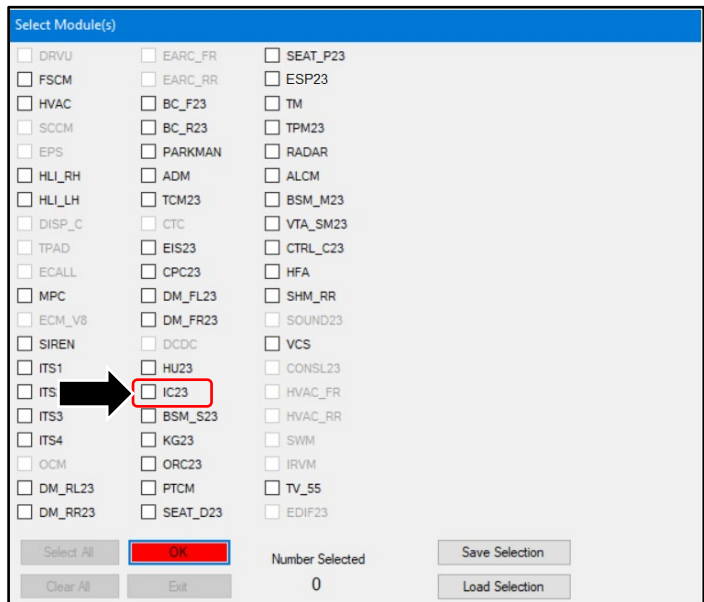 Select Module(s)
DRVU EARC_FR SEAT_P23
FSCM EARC_RR ESP23
HVAC BC_F23 TM
SCCM BC_R23 TPM23
EPS PARKMAN RADAR
HLI_RH ADM ALCM
HLI_LH TCM23 BSM_M23
DISP_C CTC VTA_SM23
TPAD EIS23 CTRL_C23
ECALL CPC23 HFA
MPC DM_FL23 SHM_RR
ECM_V8 DM_FR23 SOUND23
SIREN DCDC VCS
ITS1 HU23 CONSL23
ITS IC23 HVAC_FR
ITS3 BSM_S23 HVAC_RR
ITS4 KG23 SWM
OCM ORC23 IRVM
DM_RL23 PTCM TV_55
DM_RR23 SEAT_D23 EDIF23
Select All OK Number Selected Save Selection
Clear All Exit 0 Load Selection